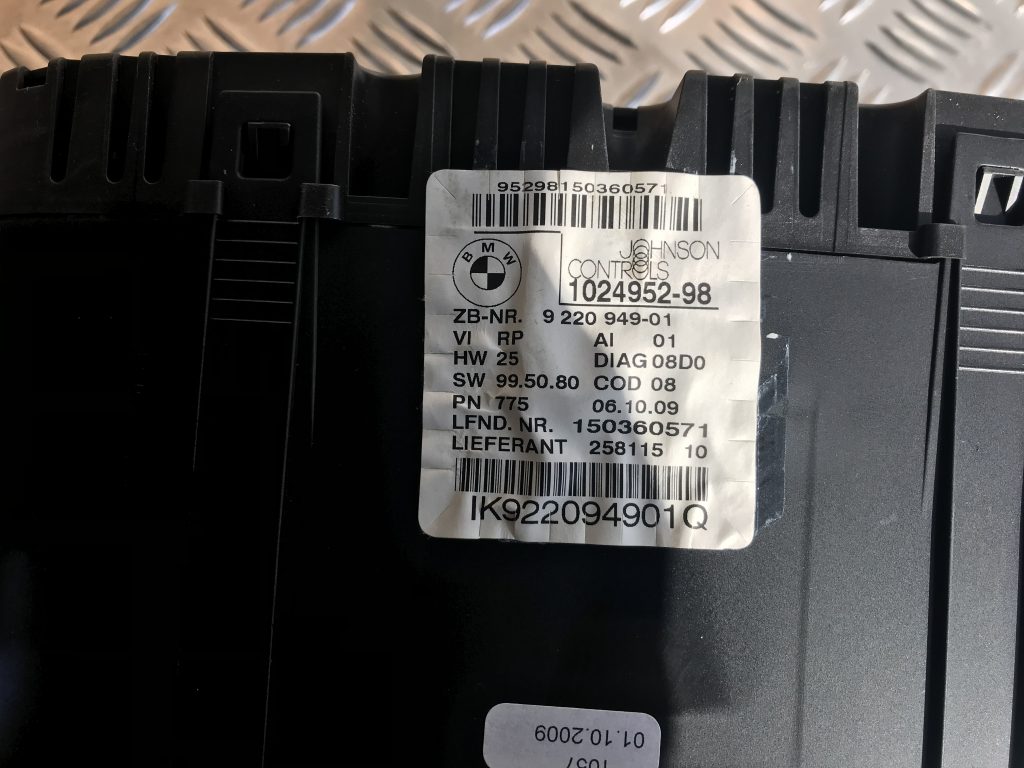 95298150360571
BMW
JOHNSON
CONTROLS
1024952-98
ZB-NR. 9 220 949-01
VI RP AI 01
HW 25 DIAG 08D0
SW 99.50.80 COD 08
PN 775 06.10.09
LFND. NR. 150360571
LIEFERANT 258115 10
IK922094901Q
1057
01.10.2009